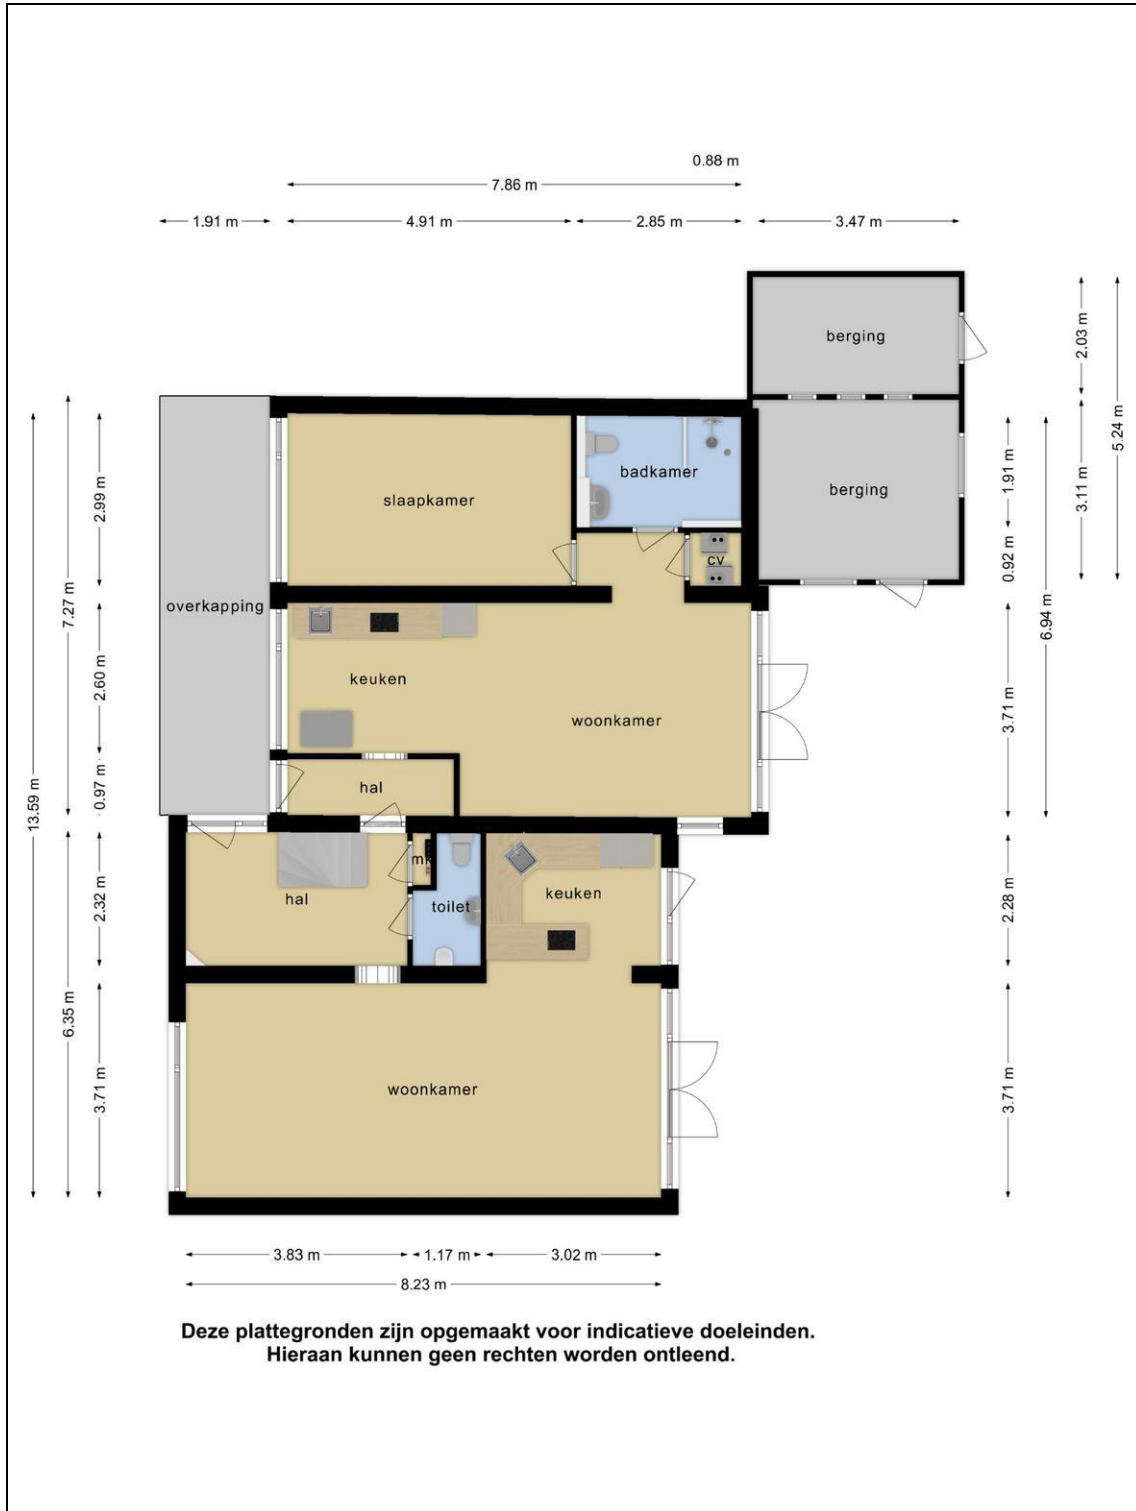 0.88 m
7.86 m
1.91 m
4.91 m
2.85 m
3.47 m
berging
2.03 m
5.24 m
badkamer
slaapkamer
berging
2.99 m
1.91 m
3.11 m
cv
0.92 m
overkapping
7.27 m
6.94 m
keuken
2.60 m
woonkamer
3.71 m
hal
0.97 m
13.59 m
mk
keuken
hal
toilet
2.32 m
2.28 m
6.35 m
woonkamer
3.71 m
3.71 m
3.83 m
1.17 m
3.02 m
8.23 m
Deze plattegronden zijn opgemaakt voor indicatieve doeleinden.
Hieraan kunnen geen rechten worden ontleend.